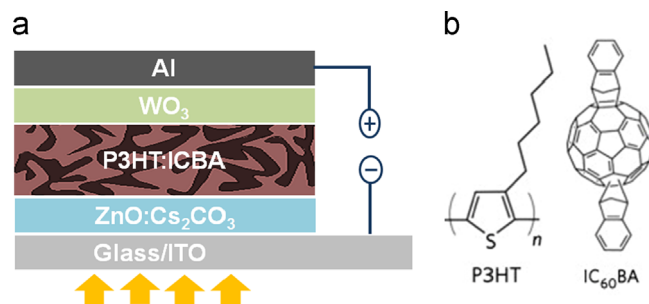 a
Al
WO₃
+
P3HT:ICBA
−
ZnO:Cs₂CO₃
Glass/ITO
b
S
n
P3HT
IC₆₀BA